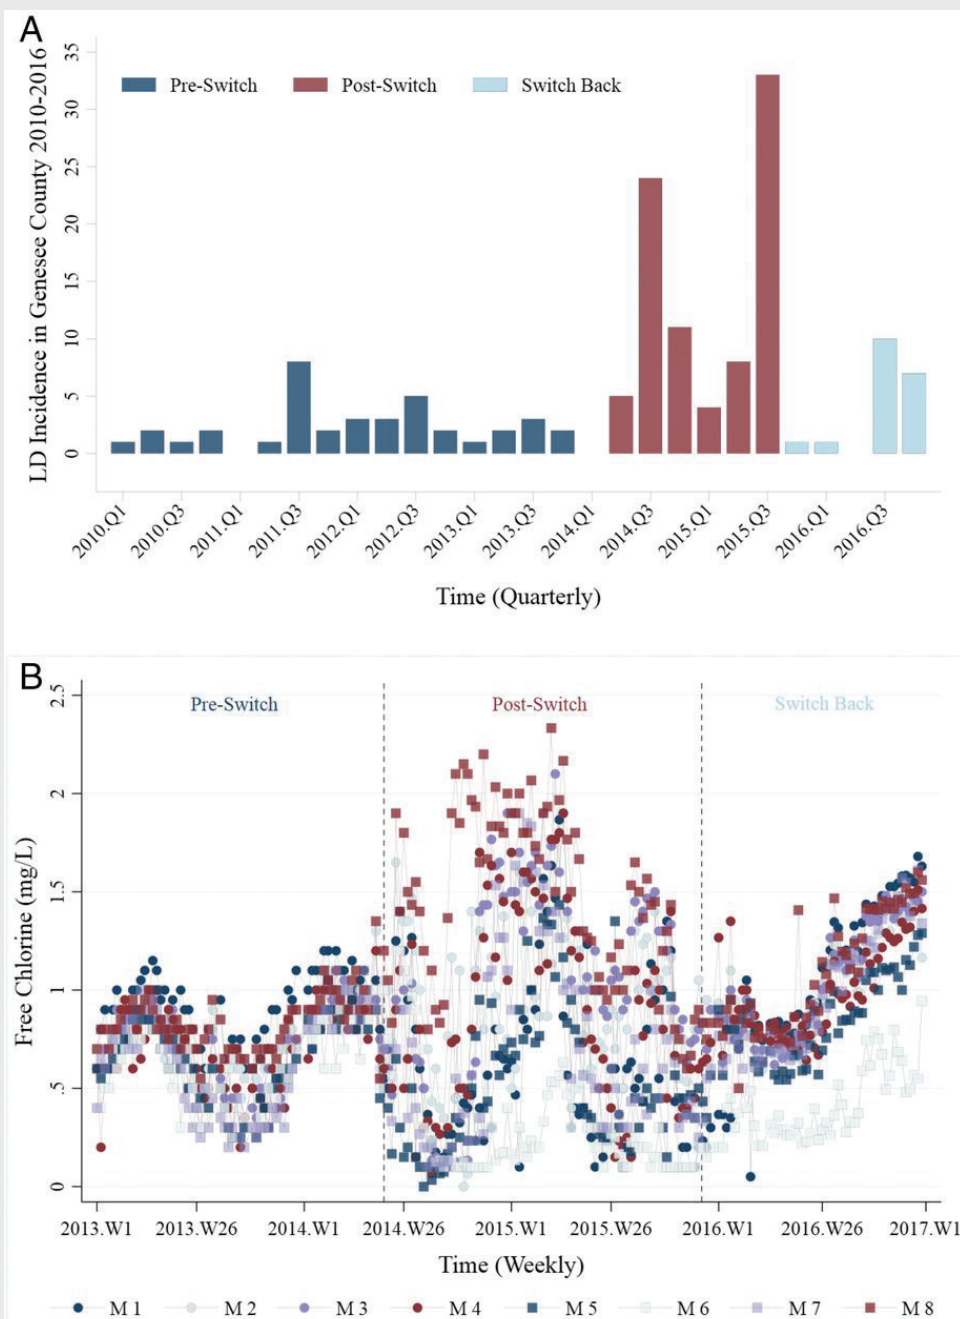 A
LD Incidence in Genesee County 2010-2016
35
30
25
20
15
10
5
0
Pre-Switch Post-Switch Switch Back
2010.Q1 2010.Q3 2011.Q1 2011.Q3 2012.Q1 2012.Q3 2013.Q1 2013.Q3 2014.Q1 2014.Q3 2015.Q1 2015.Q3 2016.Q1 2016.Q3
Time (Quarterly)
B
Free Chlorine (mg/L)
2.5
2
1.5
1
.5
0
Pre-Switch Post-Switch Switch Back
2013.W1 2013.W26 2014.W1 2014.W26 2015.W1 2015.W26 2016.W1 2016.W26 2017.W1
Time (Weekly)
M 1 M 2 M 3 M 4 M 5 M 6 M 7 M 8